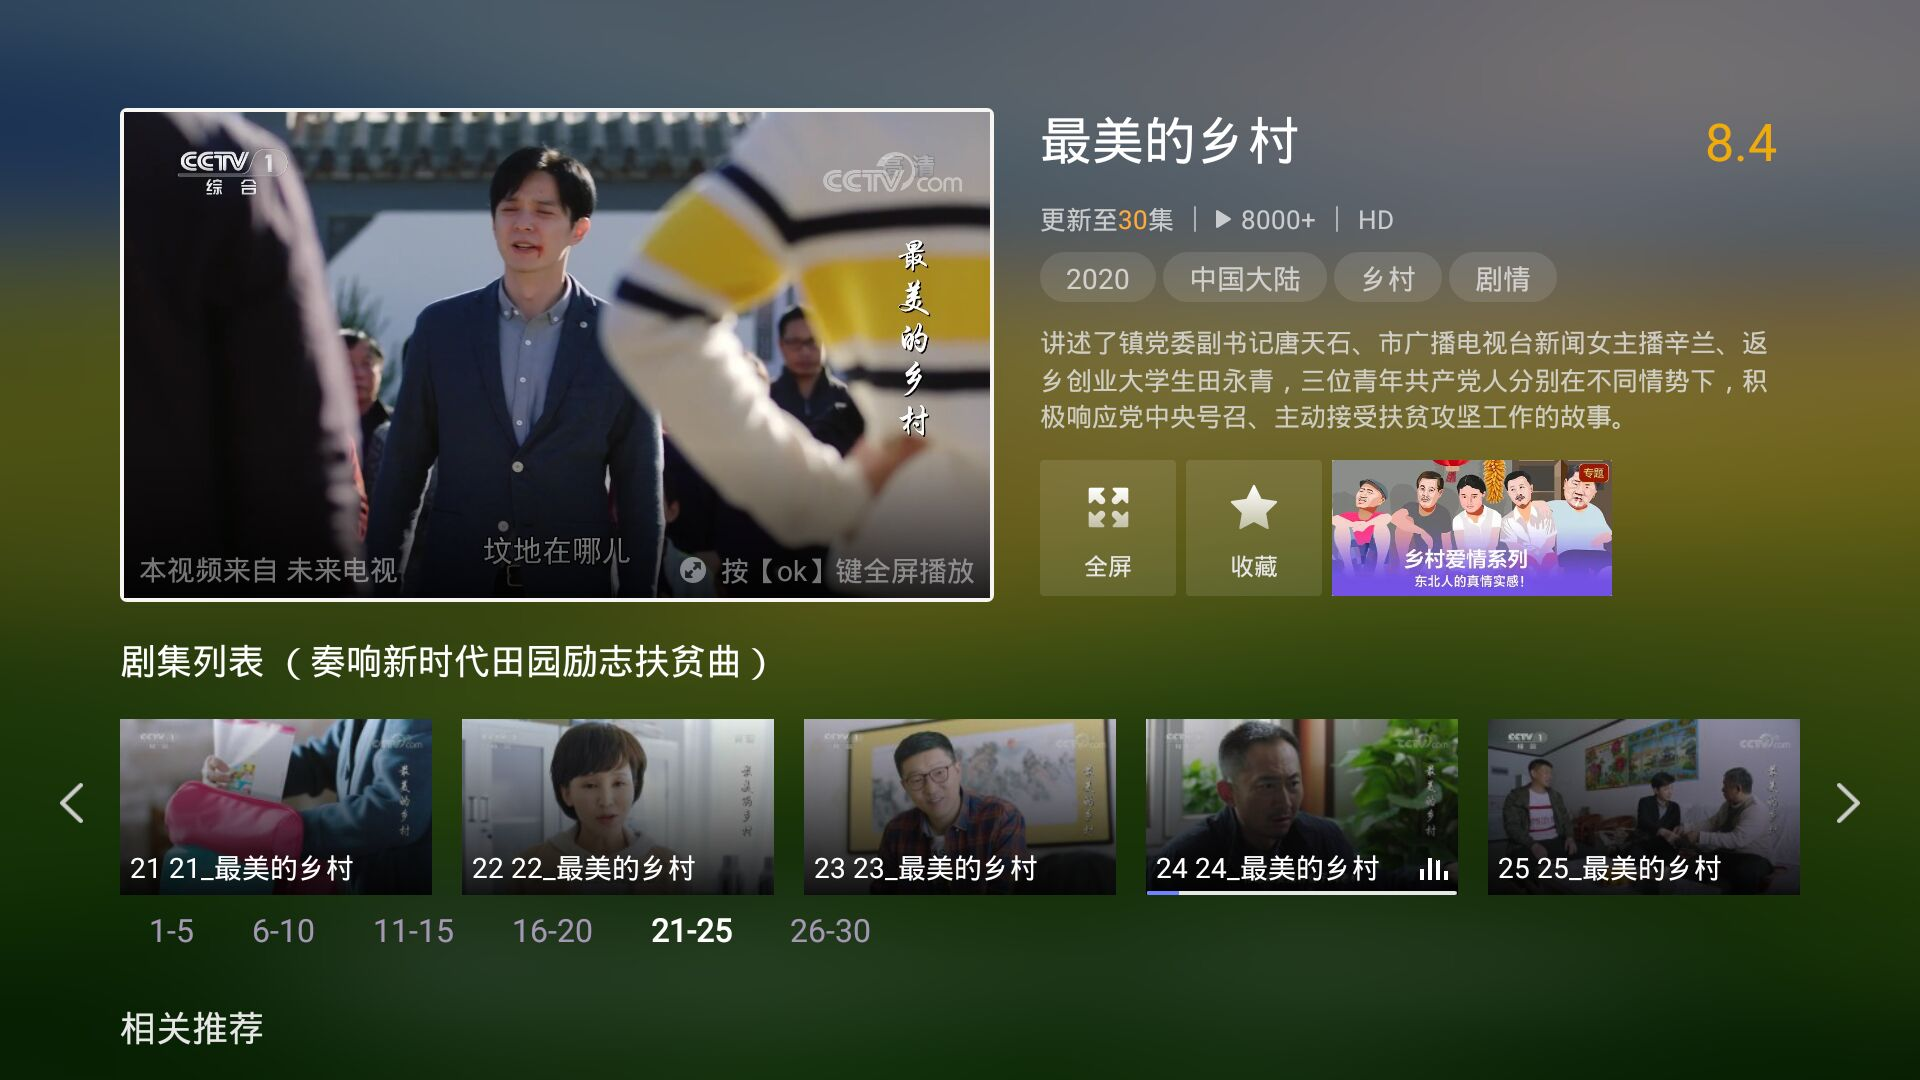 CCTV 1
综合
高清
CCTV.com
最美的乡村
坟地在哪儿
本视频来自 未来电视
按【ok】键全屏播放
最美的乡村
8.4
更新至30集 | 8000+ | HD
2020 中国大陆 乡村 剧情
讲述了镇党委副书记唐天石、市广播电视台新闻女主播辛兰、返
乡创业大学生田永青，三位青年共产党人分别在不同情势下，积
极响应党中央号召、主动接受扶贫攻坚工作的故事。
全屏
收藏
专题
乡村爱情系列
东北人的真情实感！
剧集列表 （奏响新时代田园励志扶贫曲）
21 21_最美的乡村
22 22_最美的乡村
23 23_最美的乡村
24 24_最美的乡村
25 25_最美的乡村
1-5 6-10 11-15 16-20 21-25 26-30
相关推荐